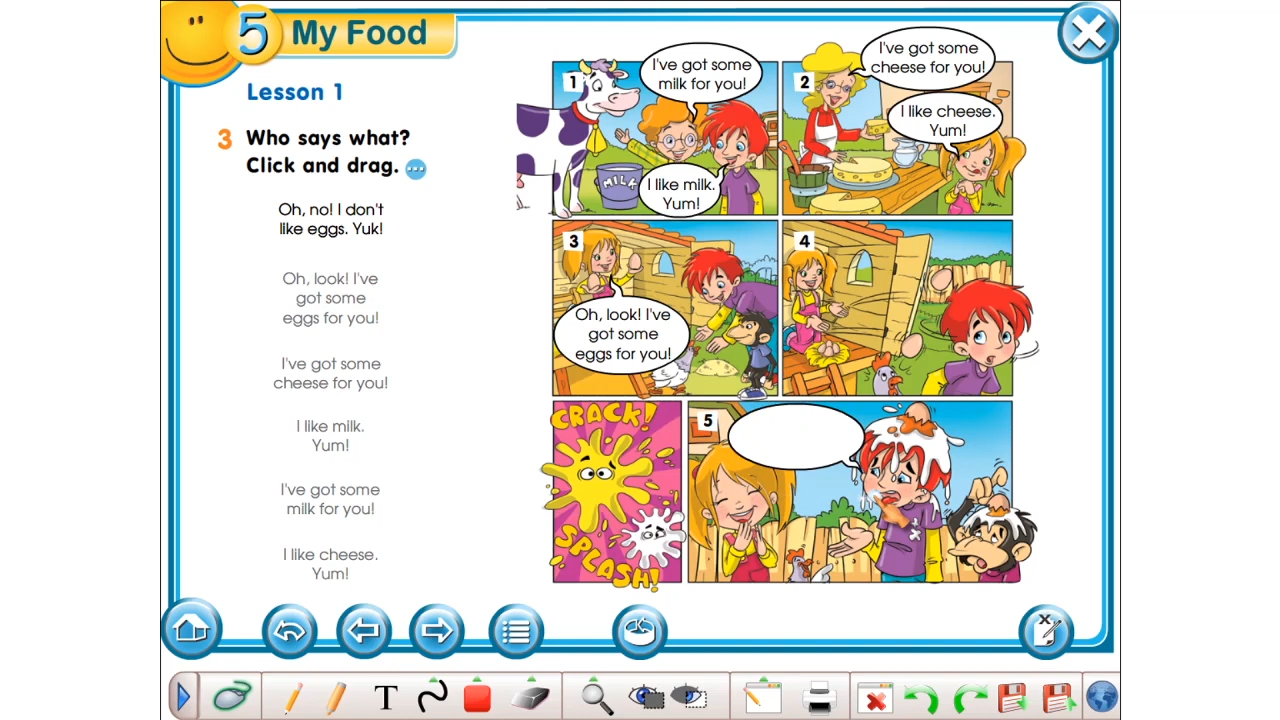 5 My Food
Lesson 1
3 Who says what?
Click and drag.
Oh, no! I don't
like eggs. Yuk!
Oh, look! I've
got some
eggs for you!
I've got some
cheese for you!
I like milk.
Yum!
I've got some
milk for you!
I like cheese.
Yum!
1
I've got some
milk for you!
MILK
I like milk.
Yum!
2
I've got some
cheese for you!
I like cheese.
Yum!
3
Oh, look! I've
got some
eggs for you!
4
CRACK!
SPLASH!
5
X
T